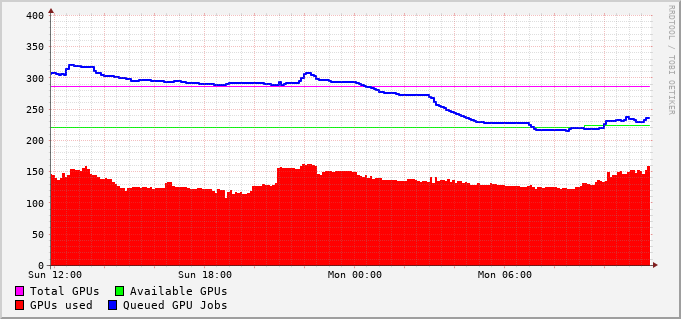 400
350
300
250
200
150
100
50
0
Sun 12:00 Sun 18:00 Mon 00:00 Mon 06:00
Total GPUs Available GPUs
GPUs used Queued GPU Jobs
RRDTOOL / TOBI OETIKER